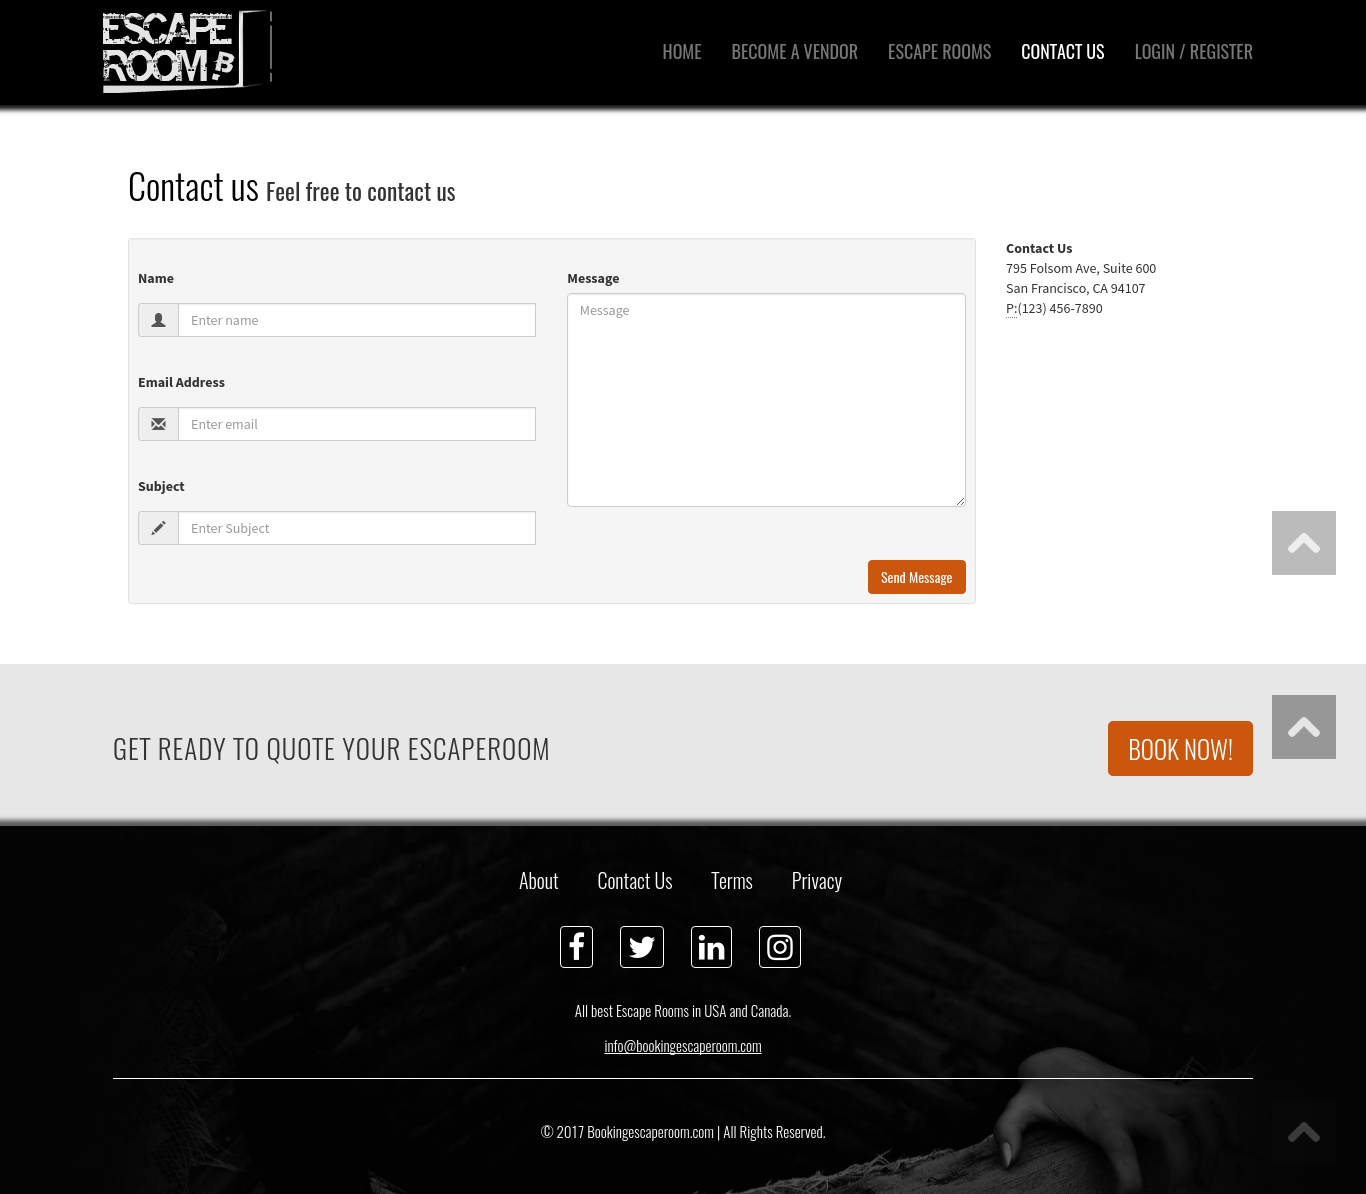 ESCAPE
ROOM.B
HOME BECOME A VENDOR ESCAPE ROOMS CONTACT US LOGIN / REGISTER
Contact us Feel free to contact us
Name
Enter name
Email Address
Enter email
Subject
Enter Subject
Message
Message
Send Message
Contact Us
795 Folsom Ave, Suite 600
San Francisco, CA 94107
P:(123) 456-7890
GET READY TO QUOTE YOUR ESCAPEROOM
BOOK NOW!
About Contact Us Terms Privacy
All best Escape Rooms in USA and Canada.
info@bookingescaperoom.com
© 2017 Bookingescaperoom.com | All Rights Reserved.